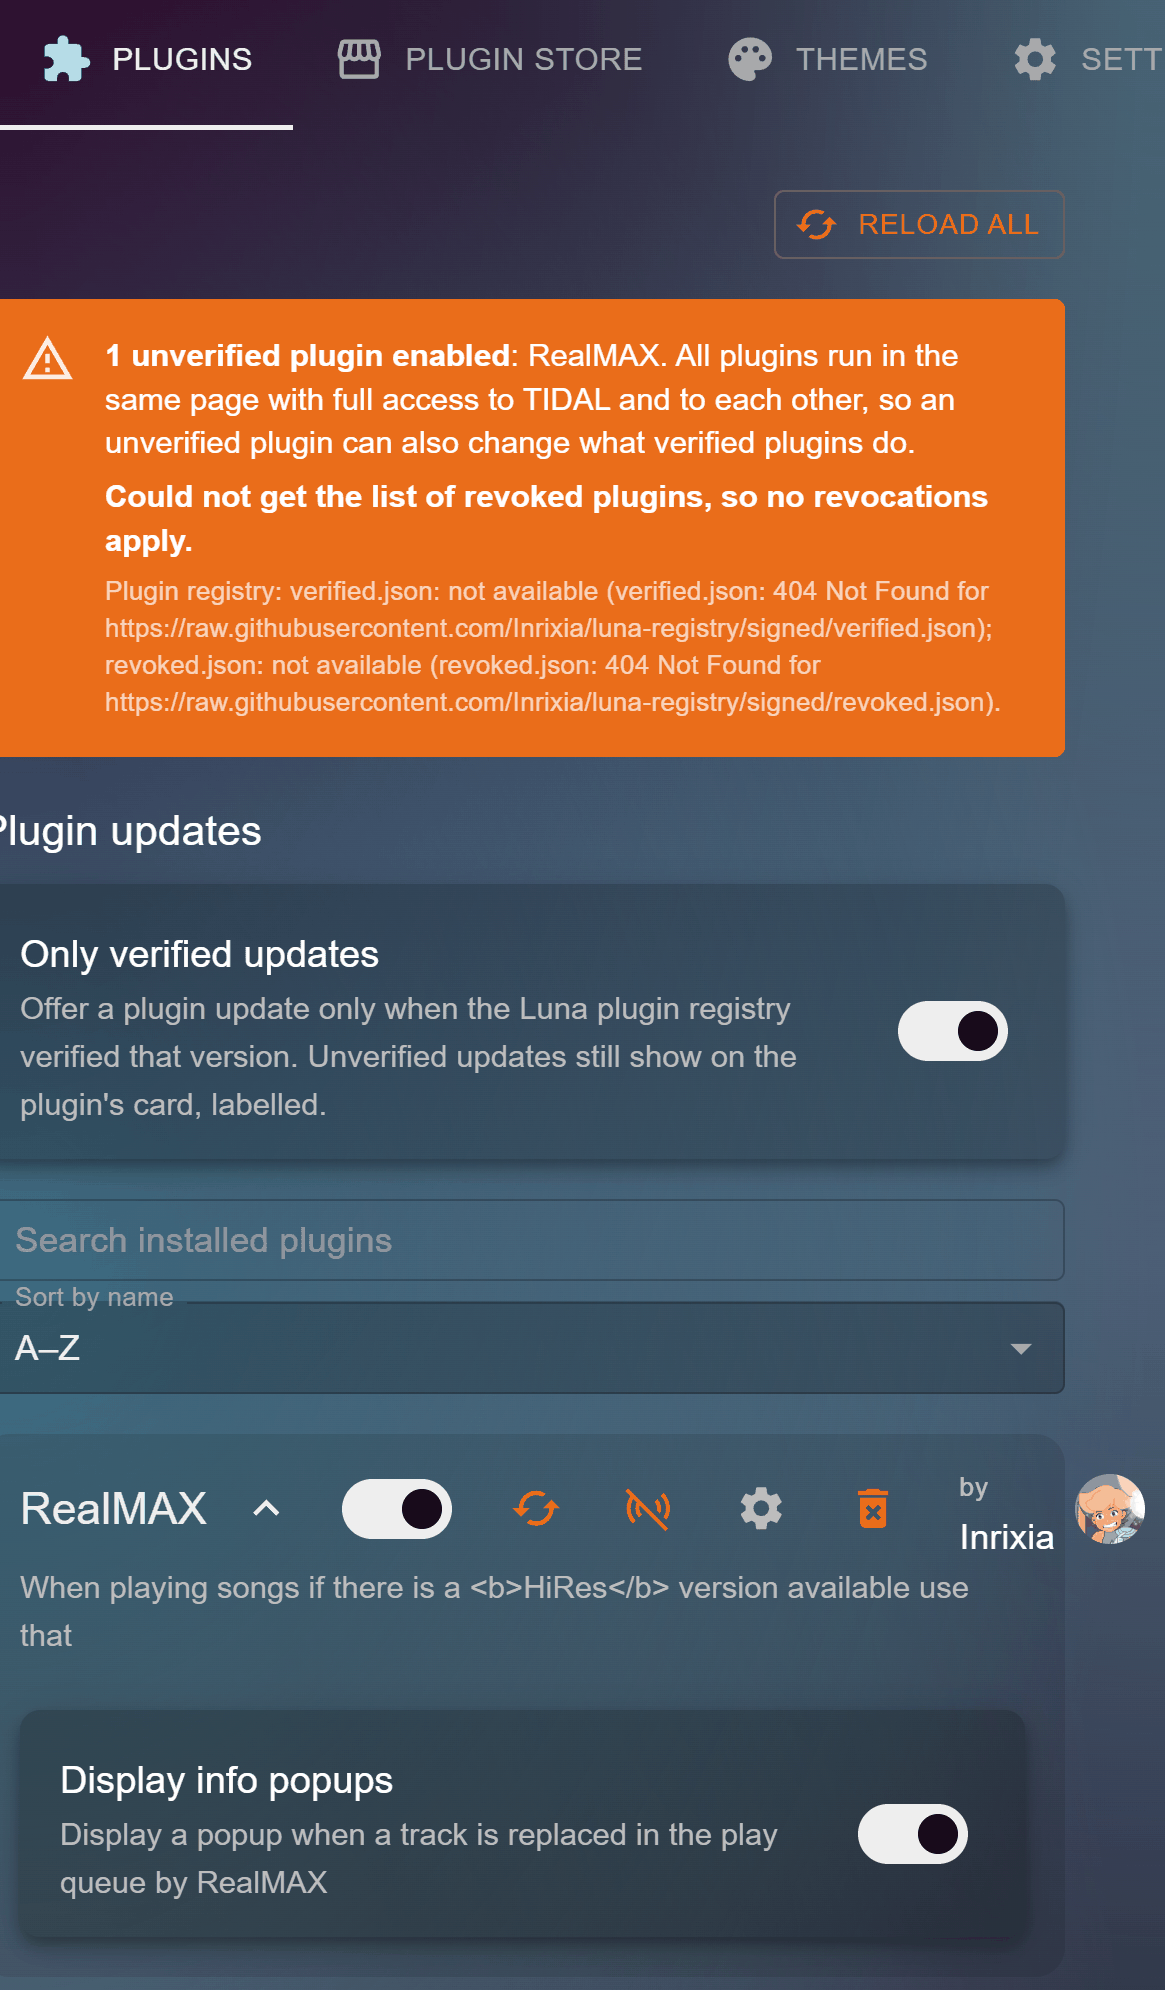 PLUGINS
PLUGIN STORE
THEMES
SETT
RELOAD ALL
1 unverified plugin enabled: RealMAX. All plugins run in the
same page with full access to TIDAL and to each other, so an
unverified plugin can also change what verified plugins do.
Could not get the list of revoked plugins, so no revocations
apply.
Plugin registry: verified.json: not available (verified.json: 404 Not Found for
https://raw.githubusercontent.com/Inrixia/luna-registry/signed/verified.json);
revoked.json: not available (revoked.json: 404 Not Found for
https://raw.githubusercontent.com/Inrixia/luna-registry/signed/revoked.json).
Plugin updates
Only verified updates
Offer a plugin update only when the Luna plugin registry
verified that version. Unverified updates still show on the
plugin's card, labelled.
Search installed plugins
Sort by name
A–Z
RealMAX
by
Inrixia
When playing songs if there is a <b>HiRes</b> version available use
that
Display info popups
Display a popup when a track is replaced in the play
queue by RealMAX